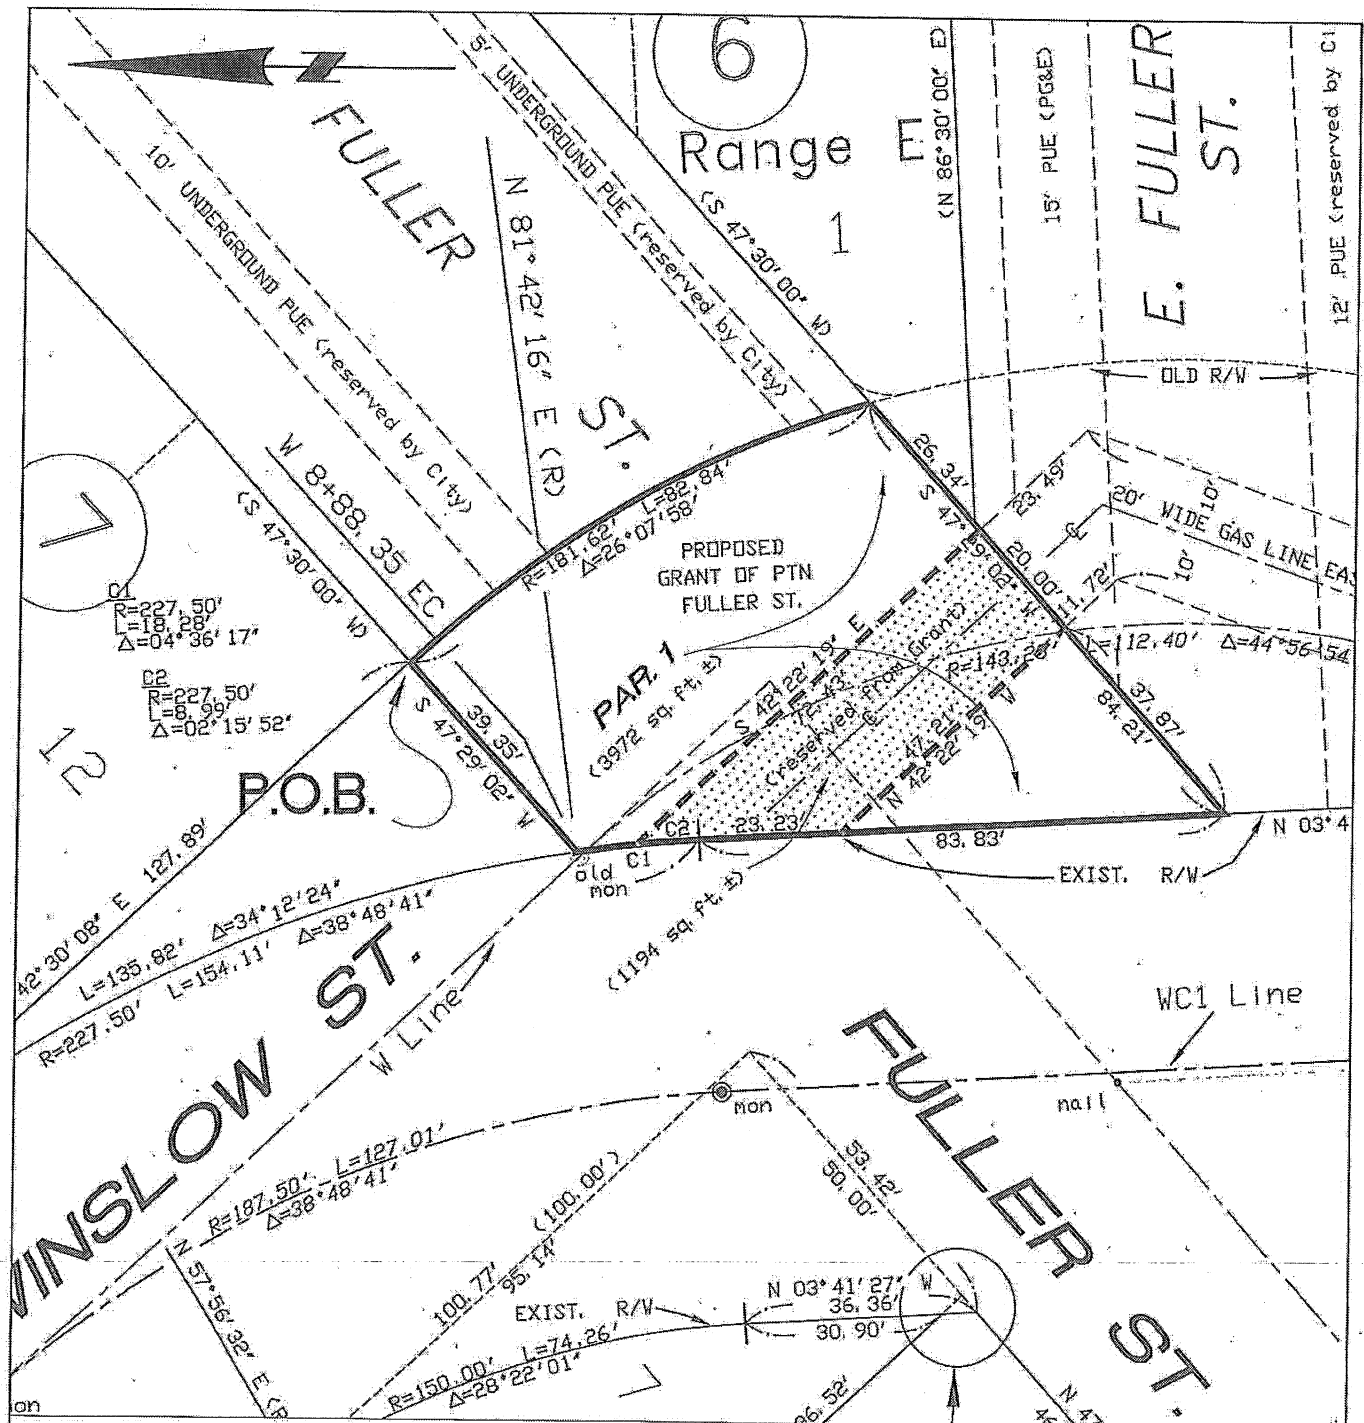 6
Range E
1
(N 86°30'00" E)
15' PUE (PG&E)
E. FULLER
ST.
12' PUE (reserved by Ci
FULLER
ST.
10' UNDERGROUND PUE (reserved by City)
5' UNDERGROUND PUE (reserved by City)
N 81°42'16" E (R)
(S 47°30'00" W)
OLD R/W
W 8+88.35 EC
(S 47°30'00" W)
7
C1
R=227.50'
L=18.28'
Δ=04°36'17"
C2
R=227.50'
L=8.99'
Δ=02°15'52"
12
R=181.62' L=82.84'
Δ=26°07'58"
PROPOSED
GRANT OF PTN
FULLER ST.
26.34'
S 47°29'02" W
20.00'
23.49'
20' WIDE GAS LINE EAS
10'
10'
11.72'
L=112.40' Δ=44°56'54
R=143.28'
37.87'
84.21'
PAR. 1
(3972 sq. ft. ±)
S 42°22'19" E
72.43'
(reserved from Grant)
47.21'
N 42°22'19" W
39.35'
S 47°29'02" W
P.O.B.
C2
23.23'
C1
83.83'
N 03°4
old
mon
EXIST. R/W
(1194 sq. ft. ±)
42°30'08" E 127.89'
L=135.82' Δ=34°12'24"
L=154.11' Δ=38°48'41"
R=227.50'
WINSLOW ST.
W Line
WC1 Line
FULLER ST.
mon
nail
R=187.50' L=127.01'
Δ=38°48'41"
(100.00')
100.77'
95.14'
53.42'
50.00'
N 57°56'32" E (R
N 03°41'27" W
36.36'
30.90'
EXIST. R/W
R=150.00' L=74.26'
Δ=28°22'01"
7
96.52'
N 47
46
on